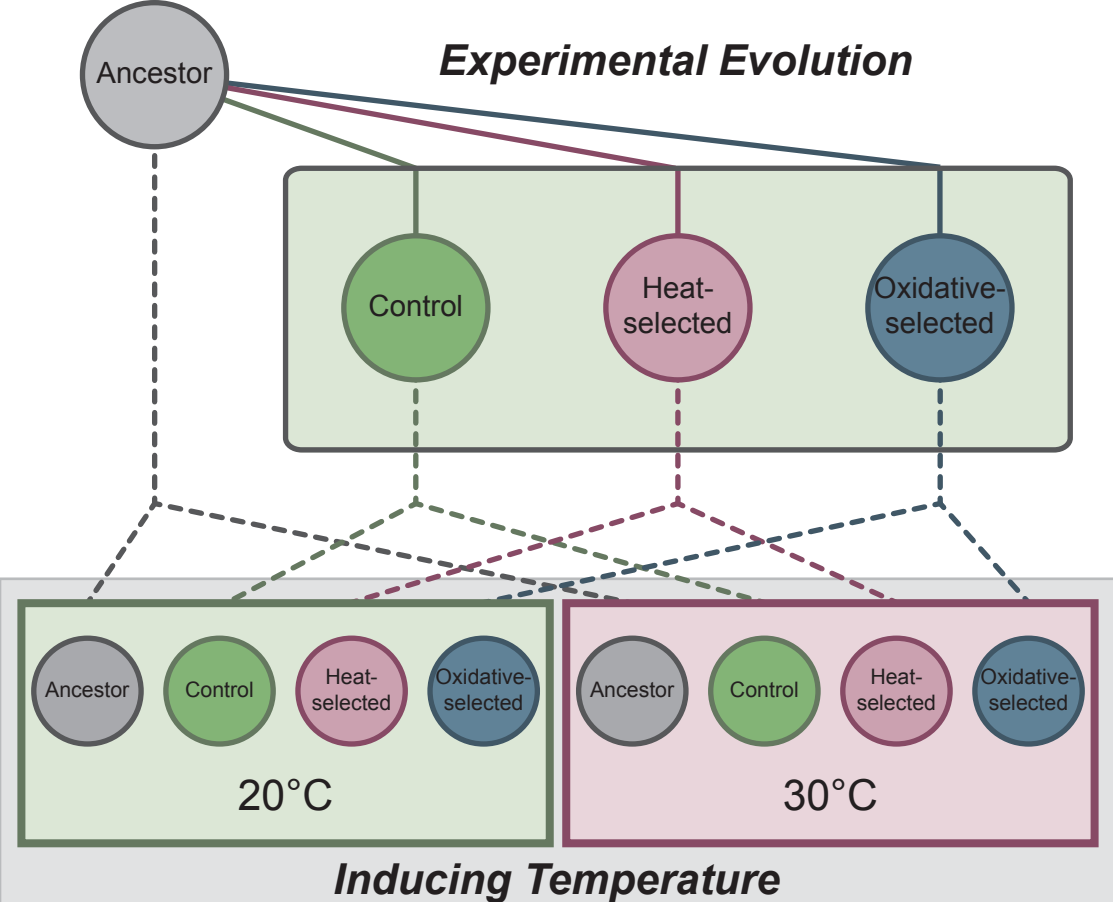 Ancestor
Experimental Evolution
Control
Heat-
selected
Oxidative-
selected
Ancestor
Control
Heat-
selected
Oxidative-
selected
20°C
Ancestor
Control
Heat-
selected
Oxidative-
selected
30°C
Inducing Temperature